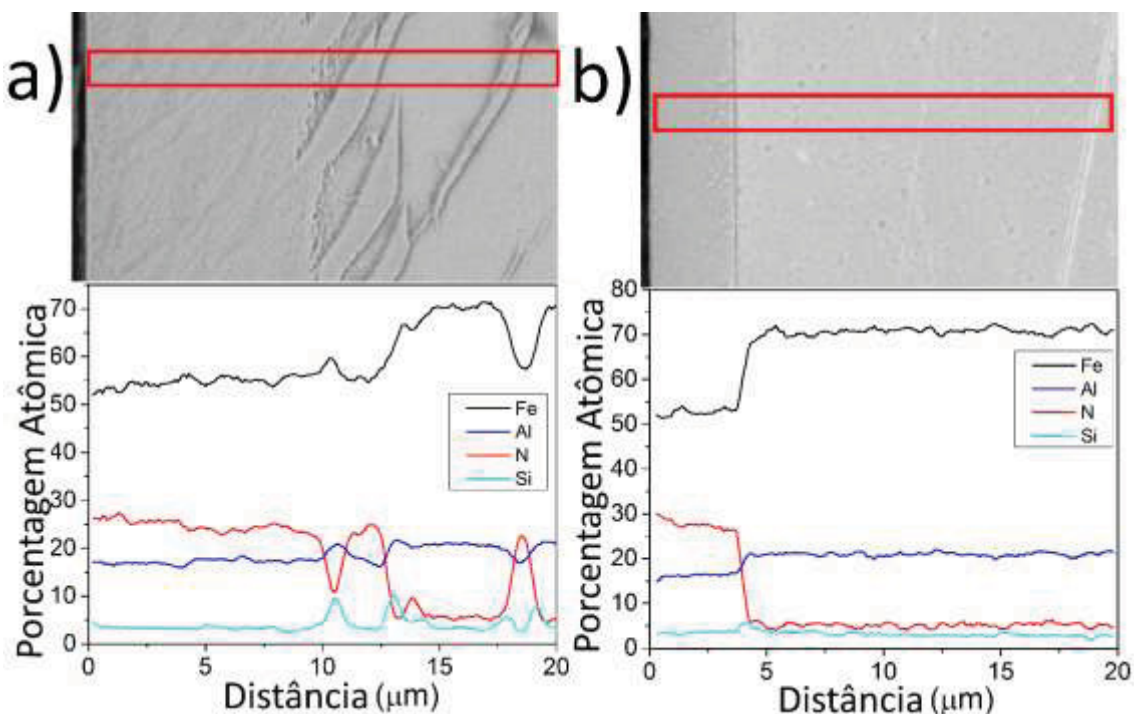 a)
Porcentagem Atômica
70
60
50
40
30
20
10
0
Fe
Al
N
Si
0 5 10 15 20
Distância (μm)
b)
Porcentagem Atômica
80
70
60
50
40
30
20
10
0
Fe
Al
N
Si
0 5 10 15 20
Distância (μm)